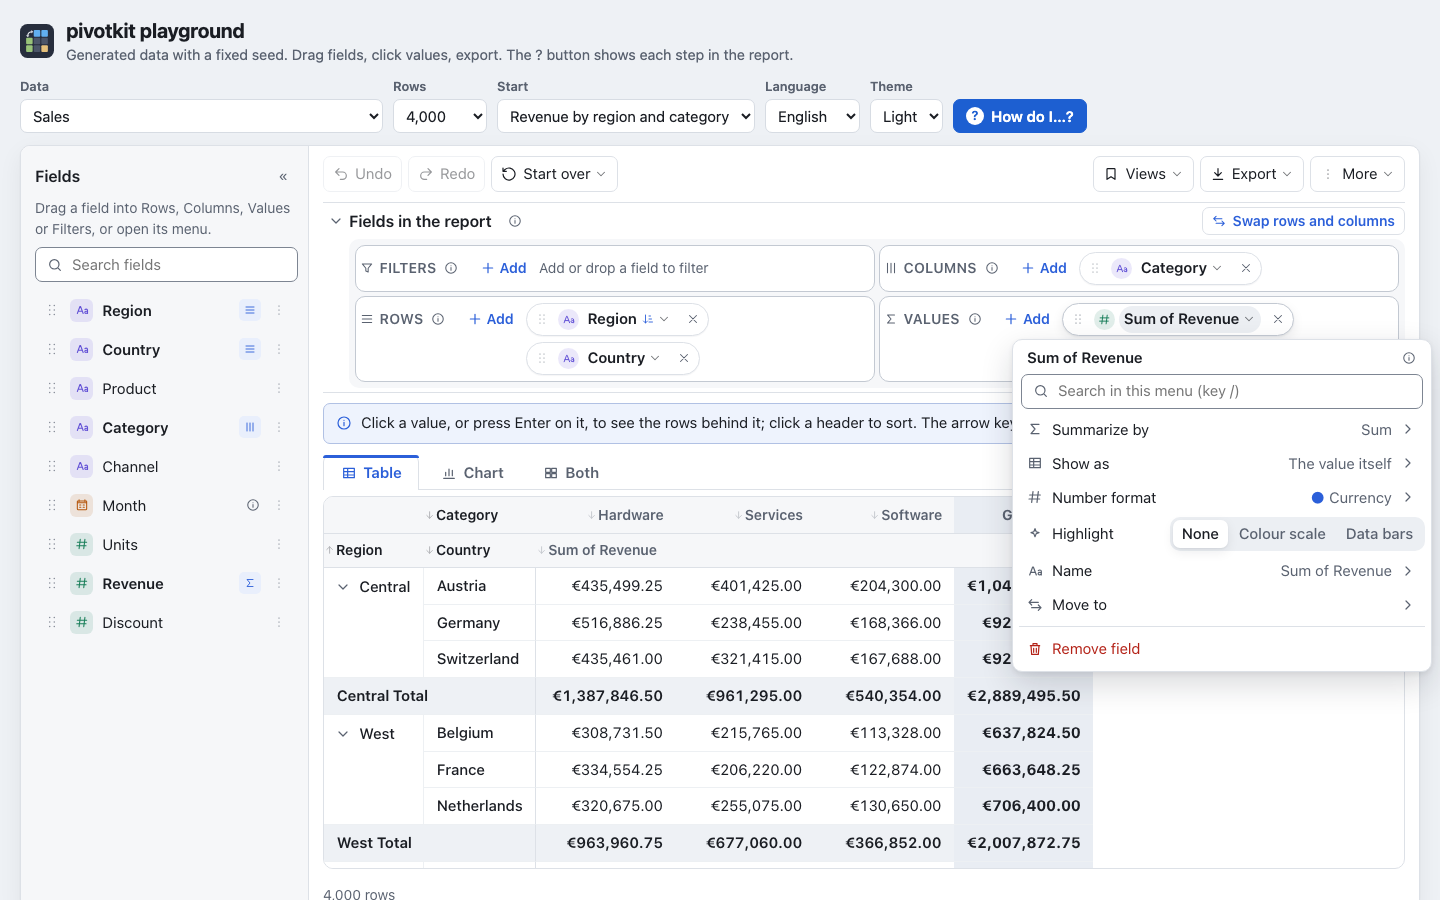 pivotkit playground
Generated data with a fixed seed. Drag fields, click values, export. The ? button shows each step in the report.
Data Rows Start Language Theme
Sales 4,000 Revenue by region and category English Light ? How do I...?
Fields «
Drag a field into Rows, Columns, Values
or Filters, or open its menu.
Search fields
Aa Region
Aa Country
Aa Product
Aa Category
Aa Channel
Month
# Units
# Revenue Σ
# Discount
Undo Redo Start over Views Export More
Fields in the report Swap rows and columns
FILTERS + Add Add or drop a field to filter
COLUMNS + Add Aa Category
ROWS + Add Aa Region
Aa Country
Σ VALUES + Add # Sum of Revenue
Sum of Revenue
Search in this menu (key /)
Σ Summarize by Sum
Show as The value itself
# Number format Currency
Highlight None Colour scale Data bars
Aa Name Sum of Revenue
Move to
Remove field
Click a value, or press Enter on it, to see the rows behind it; click a header to sort. The arrow
Table Chart Both
↓ Category ↓ Hardware ↓ Services ↓ Software G
↑ Region ↓ Country ↓ Sum of Revenue
Central Austria €435,499.25 €401,425.00 €204,300.00 €1,04
Germany €516,886.25 €238,455.00 €168,366.00 €92
Switzerland €435,461.00 €321,415.00 €167,688.00 €92
Central Total €1,387,846.50 €961,295.00 €540,354.00 €2,889,495.50
West Belgium €308,731.50 €215,765.00 €113,328.00 €637,824.50
France €334,554.25 €206,220.00 €122,874.00 €663,648.25
Netherlands €320,675.00 €255,075.00 €130,650.00 €706,400.00
West Total €963,960.75 €677,060.00 €366,852.00 €2,007,872.75
4,000 rows